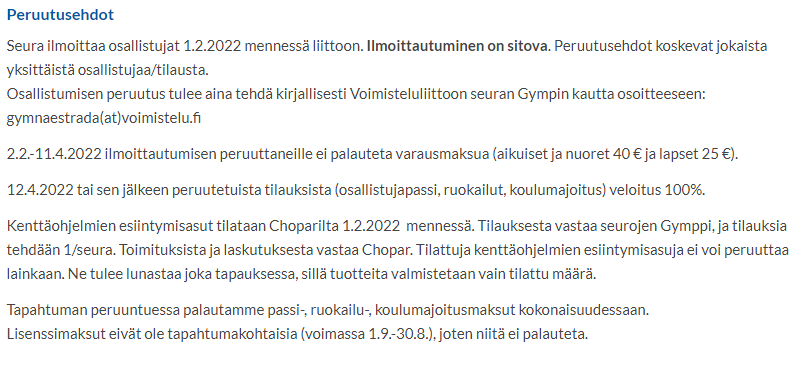 Peruutusehdot
Seura ilmoittaa osallistujat 1.2.2022 mennessä liittoon. Ilmoittautuminen on sitova. Peruutusehdot koskevat jokaista
yksittäistä osallistujaa/tilausta.
Osallistumisen peruutus tulee aina tehdä kirjallisesti Voimisteluliittoon seuran Gympin kautta osoitteeseen:
gymnaestrada(at)voimistelu.fi
2.2.-11.4.2022 ilmoittautumisen peruuttaneille ei palauteta varausmaksua (aikuiset ja nuoret 40 € ja lapset 25 €).
12.4.2022 tai sen jälkeen peruutetuista tilauksista (osallistujapassi, ruokailut, koulumajoitus) veloitus 100%.
Kenttäohjelmien esiintymisasut tilataan Choparilta 1.2.2022 mennessä. Tilauksesta vastaa seurojen Gymppi, ja tilauksia
tehdään 1/seura. Toimituksista ja laskutuksesta vastaa Chopar. Tilattuja kenttäohjelmien esiintymisasuja ei voi peruuttaa
lainkaan. Ne tulee lunastaa joka tapauksessa, sillä tuotteita valmistetaan vain tilattu määrä.
Tapahtuman peruuntuessa palautamme passi-, ruokailu-, koulumajoitusmaksut kokonaisuudessaan.
Lisenssimaksut eivät ole tapahtumakohtaisia (voimassa 1.9.-30.8.), joten niitä ei palauteta.